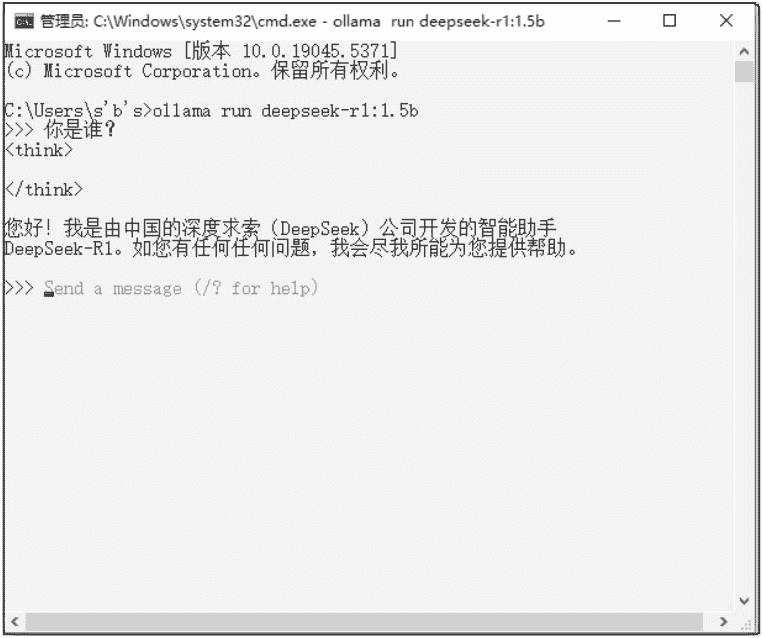 管理员: C:\Windows\system32\cmd.exe - ollama  run deepseek-r1:1.5b
Microsoft Windows [版本 10.0.19045.5371]
(c) Microsoft Corporation。保留所有权利。
C:\Users\s'b's>ollama run deepseek-r1:1.5b
>>> 你是谁？
<think>
</think>
您好！我是由中国的深度求索（DeepSeek）公司开发的智能助手
DeepSeek-R1。如您有任何任何问题，我会尽我所能为您提供帮助。
>>> Send a message (/? for help)